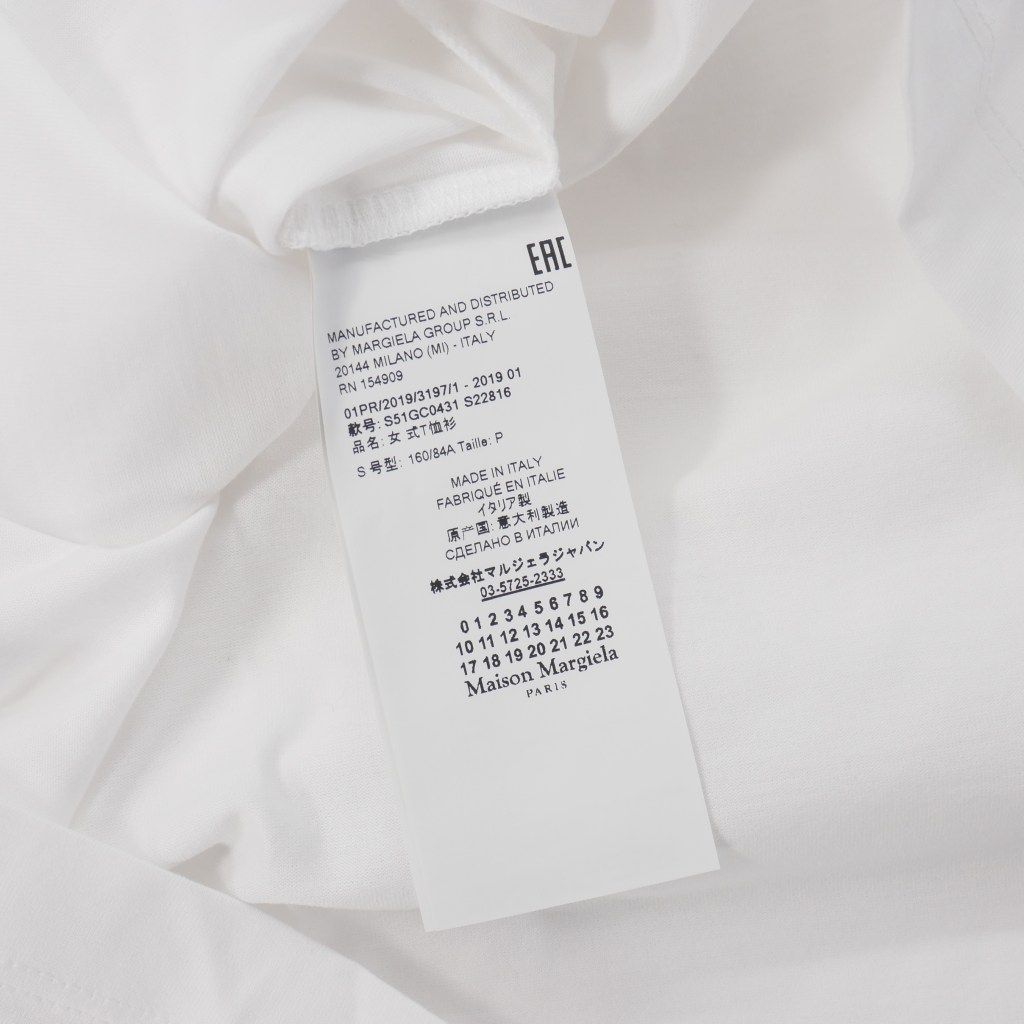 EAC
MANUFACTURED AND DISTRIBUTED
BY MARGIELA GROUP S.R.L.
20144 MILANO (MI) - ITALY
RN 154909
01PR/2019/3197/1 - 2019 01
款号: S51GC0431 S22816
品名: 女 式T恤衫
S 号型: 160/84A Taille: P
MADE IN ITALY
FABRIQUÉ EN ITALIE
イタリア製
原产国: 意大利製造
СДЕЛАНО В ИТАЛИИ
株式会社マルジェラジャパン
03-5725-2333
0 1 2 3 4 5 6 7 8 9
10 11 12 13 14 15 16
17 18 19 20 21 22 23
Maison Margiela
PARIS